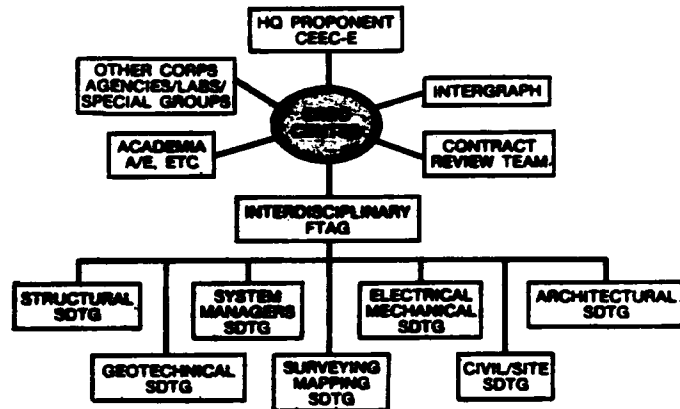 HQ PROPONENT
CEEC-E
OTHER CORPS
AGENCIES/LABS/
SPECIAL GROUPS
INTERGRAPH
CENTER
ACADEMIA
A/E, ETC
CONTRACT
REVIEW TEAM
INTERDISCIPLINARY
FTAG
STRUCTURAL
SDTG
SYSTEM
MANAGERS
SDTG
ELECTRICAL
MECHANICAL
SDTG
ARCHITECTURAL
SDTG
GEOTECHNICAL
SDTG
SURVEYING
MAPPING
SDTG
CIVIL/SITE
SDTG